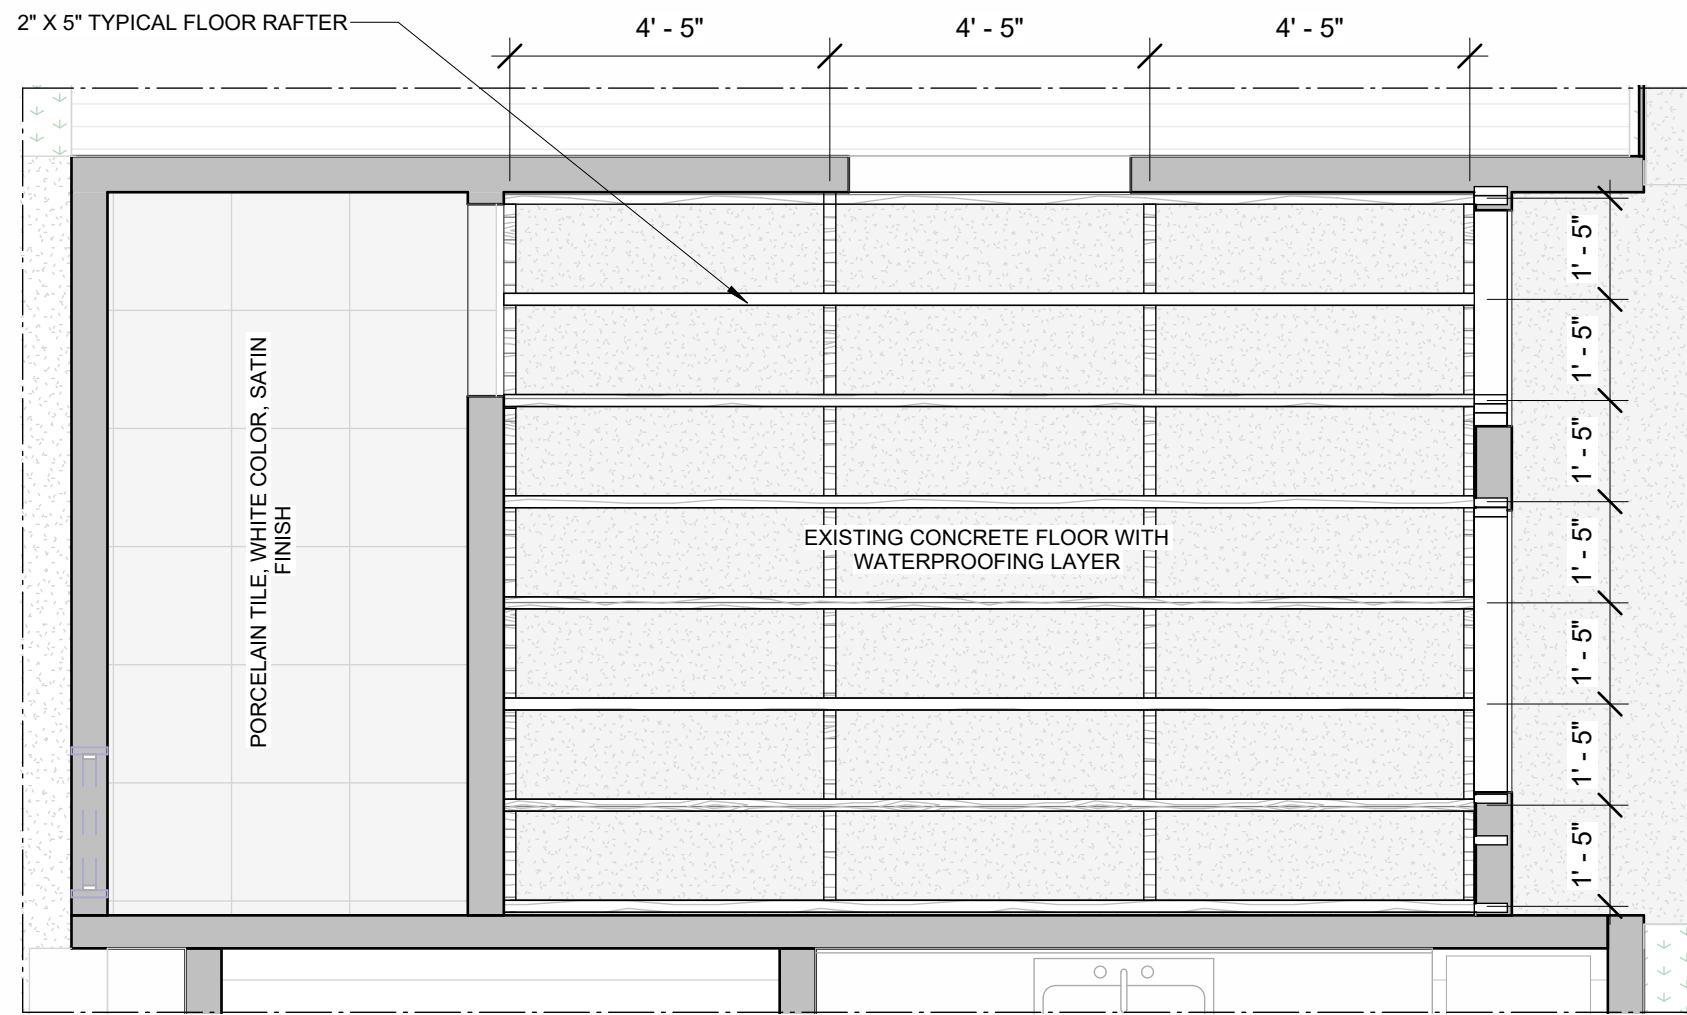 2" X 5" TYPICAL FLOOR RAFTER
4' - 5"
4' - 5"
4' - 5"
1' - 5"
1' - 5"
1' - 5"
1' - 5"
1' - 5"
1' - 5"
1' - 5"
PORCELAIN TILE, WHITE COLOR, SATIN
FINISH
EXISTING CONCRETE FLOOR WITH
WATERPROOFING LAYER